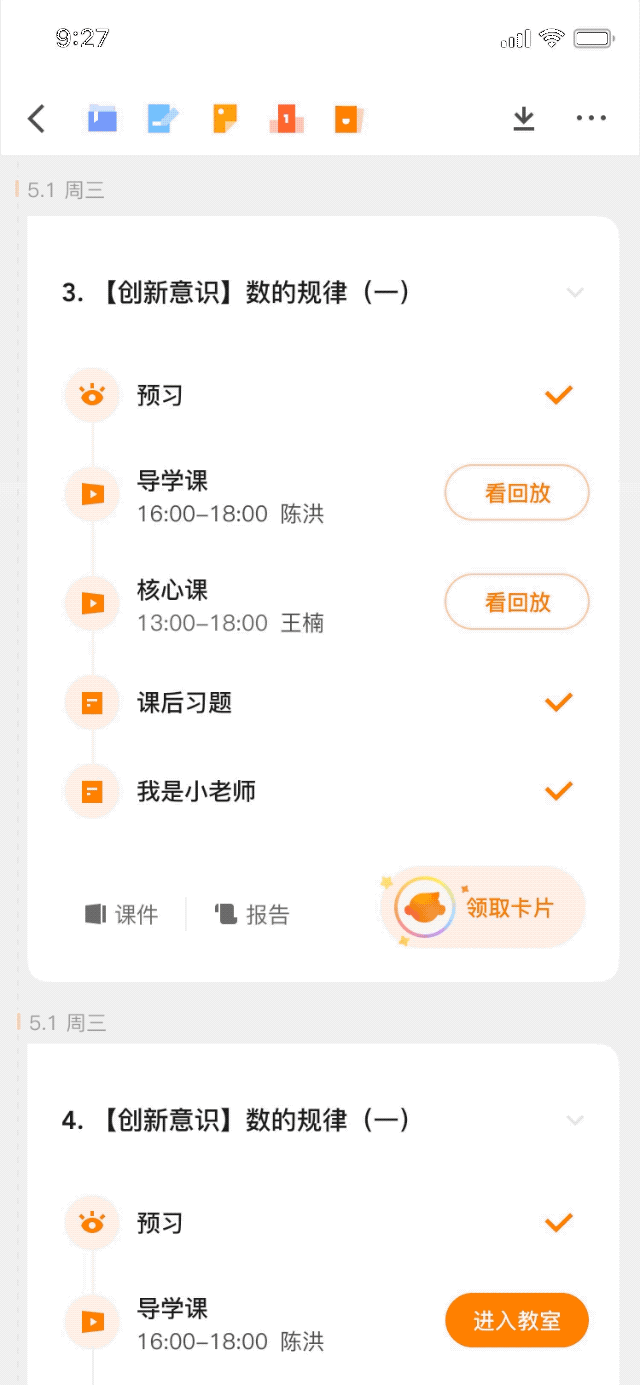 9:27
1
5.1 周三
3. 【创新意识】数的规律（一）
预习
导学课
16:00–18:00 陈洪
看回放
核心课
13:00–18:00 王楠
看回放
课后习题
我是小老师
课件
报告
领取卡片
5.1 周三
4. 【创新意识】数的规律（一）
预习
导学课
16:00–18:00 陈洪
进入教室